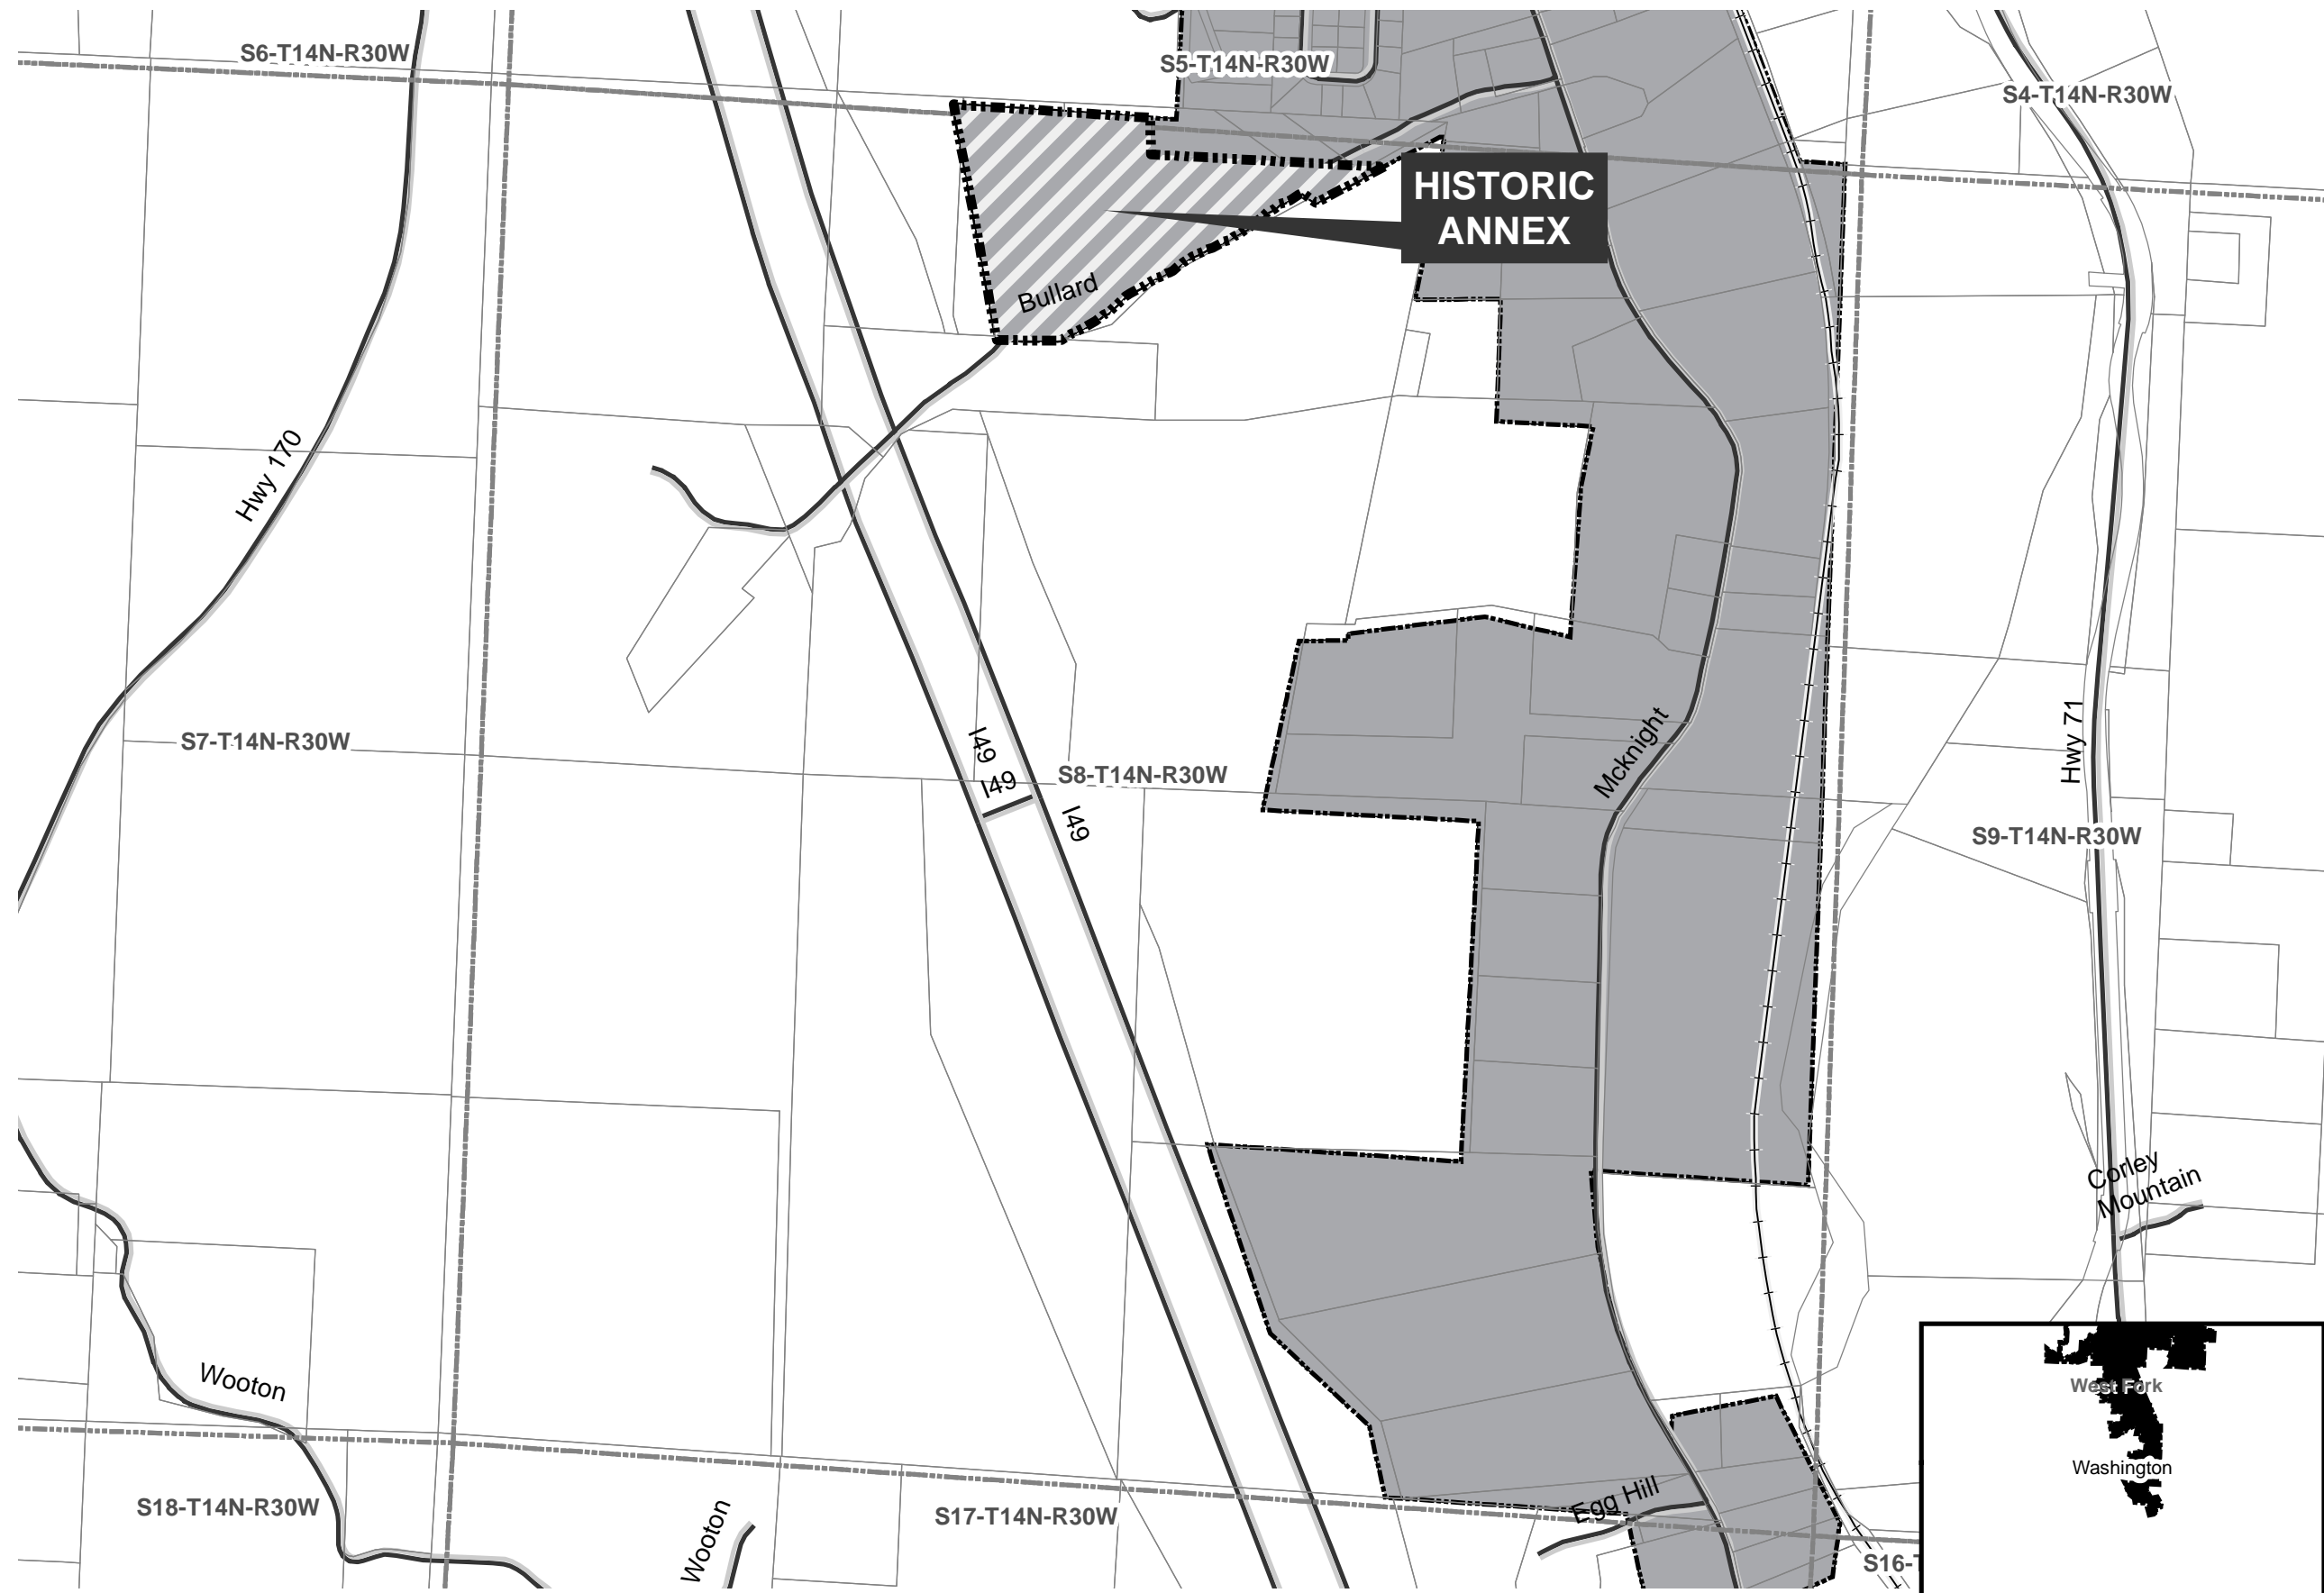 S6-T14N-R30W
S5-T14N-R30W
S4-T14N-R30W
HISTORIC
ANNEX
Bullard
Hwy 170
S7-T14N-R30W
I49
I49
I49
S8-T14N-R30W
Mcknight
Hwy 71
S9-T14N-R30W
Corley
Mountain
Wooton
West Fork
Washington
S18-T14N-R30W
Wooton
S17-T14N-R30W
Egg Hill
S16-T